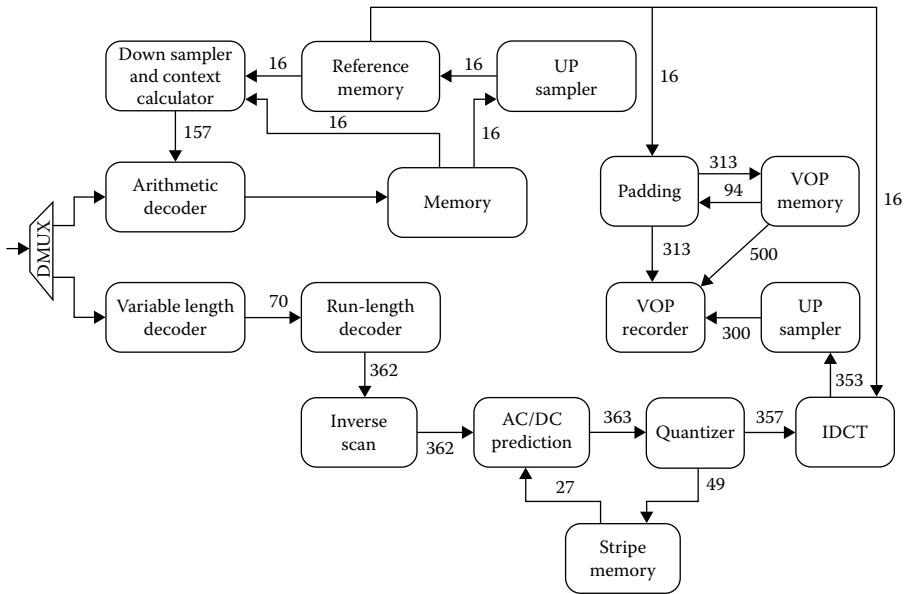 Down sampler
and context
calculator
16
Reference
memory
16
UP
sampler
16
16
16
157
Arithmetic
decoder
Memory
Padding
313
94
VOP
memory
16
DMUX
313
500
Variable length
decoder
70
Run-length
decoder
VOP
recorder
300
UP
sampler
362
353
Inverse
scan
362
AC/DC
prediction
363
Quantizer
357
IDCT
27
49
Stripe
memory